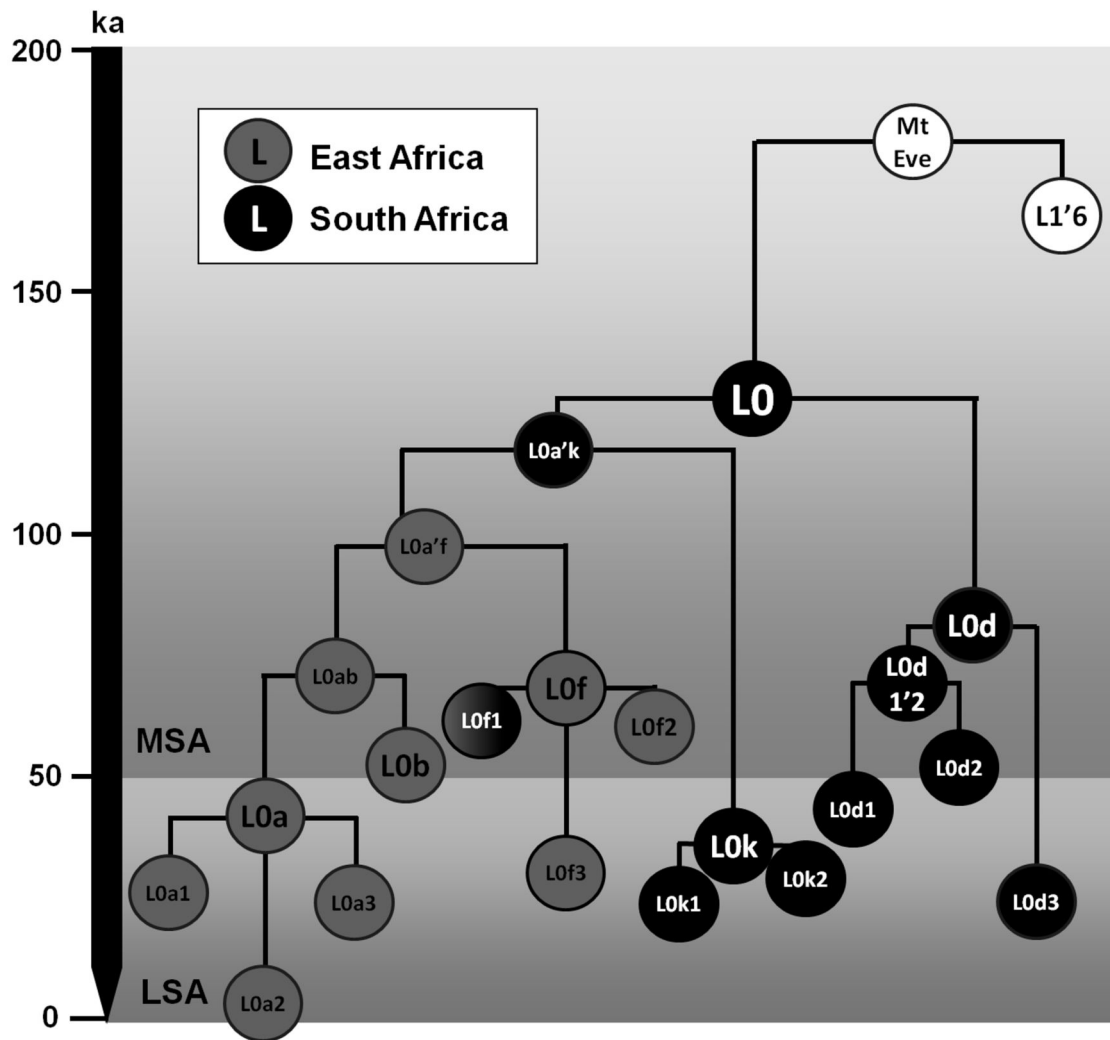 ka
200
150
100
50
0
L East Africa
L South Africa
Mt
Eve
L1’6
L0
L0a’k
L0a’f
L0d
L0ab
L0f
L0d
1’2
L0f1
L0f2
L0b
L0d2
MSA
L0a
L0d1
L0k
L0f3
L0k2
L0a1
L0a3
L0k1
L0d3
LSA
L0a2